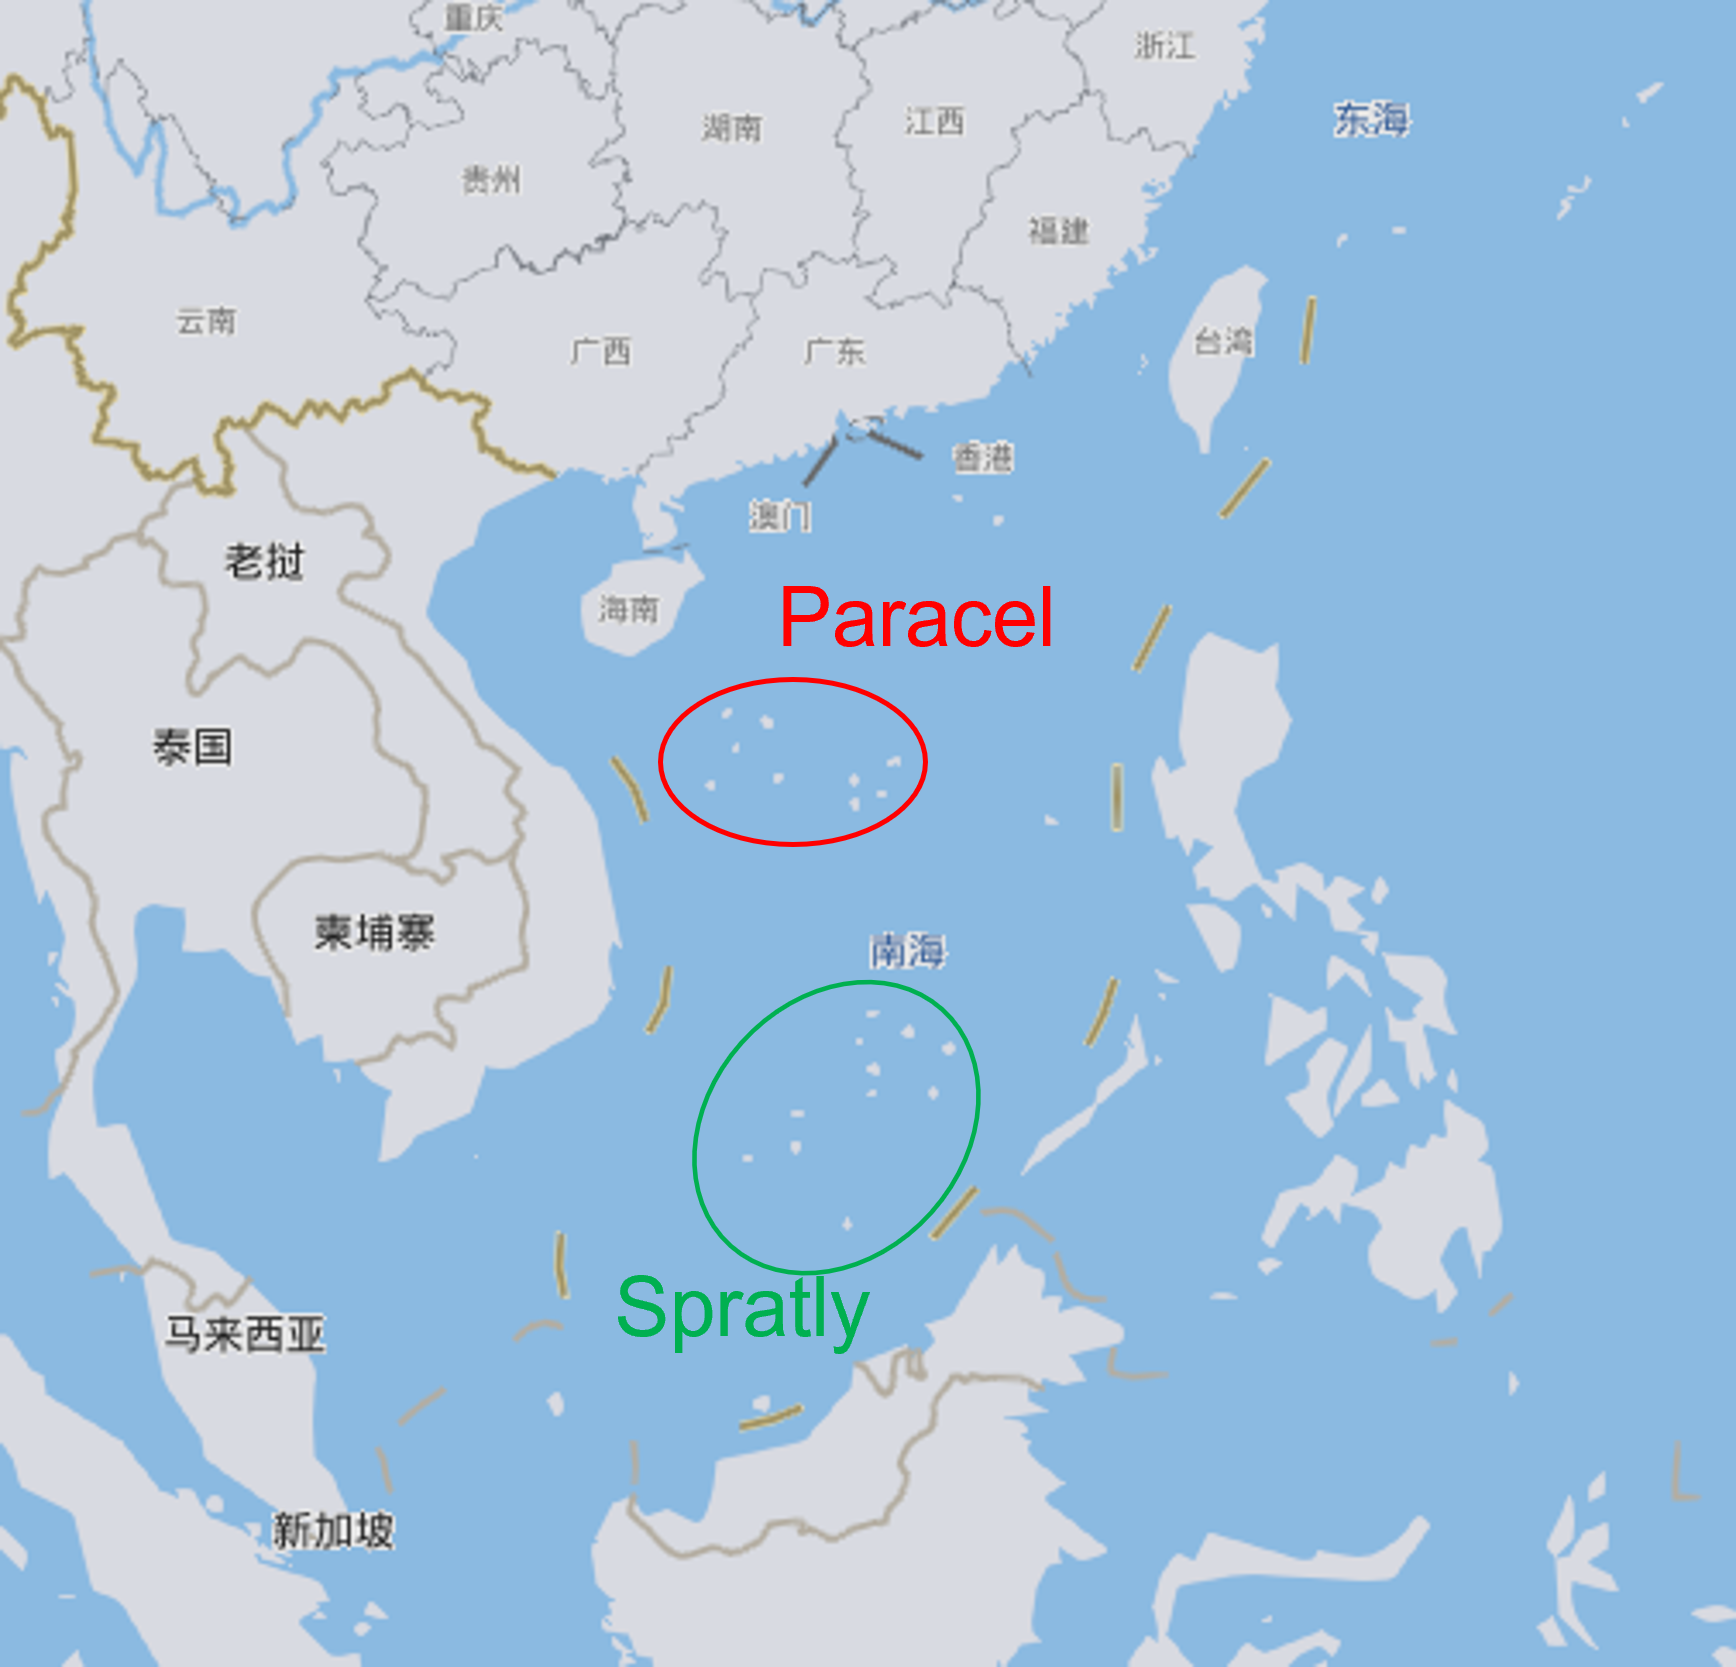 重庆
浙江
东海
湖南
江西
贵州
福建
云南
广西
广东
台湾
香港
澳门
老挝
海南
Paracel
泰国
柬埔寨
南海
Spratly
马来西亚
新加坡